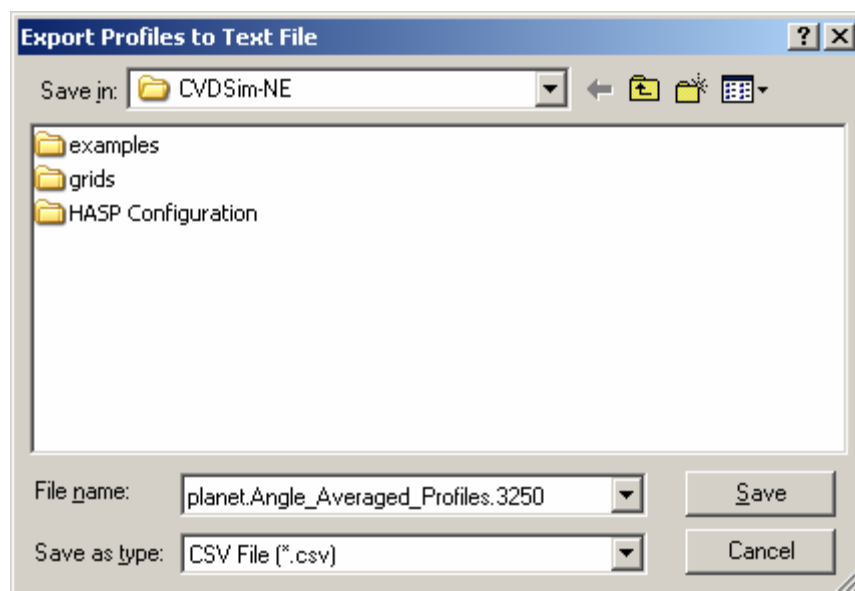 Export Profiles to Text File
Save in: CVDSim-NE
examples
grids
HASP Configuration
File name: planet.Angle_Averaged_Profiles.3250 Save
Save as type: CSV File (*.csv) Cancel